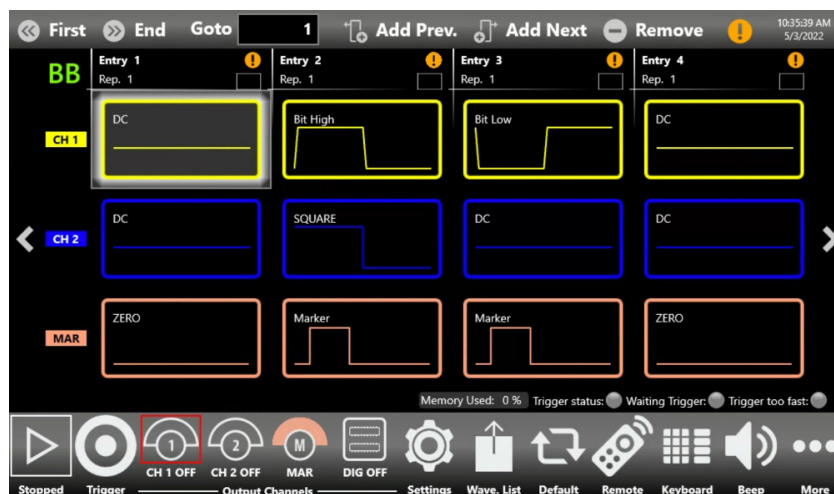 First End Goto 1 Add Prev. Add Next Remove 10:35:39 AM
5/3/2022
BB
Entry 1 Entry 2 Entry 3 Entry 4
Rep. 1 Rep. 1 Rep. 1 Rep. 1
CH 1
DC Bit High Bit Low DC
CH 2
DC SQUARE DC DC
MAR
ZERO Marker Marker ZERO
Memory Used: 0 % Trigger status: Waiting Trigger: Trigger too fast:
1 2 M
CH 1 OFF CH 2 OFF MAR DIG OFF
Stopped Trigger Output Channels Settings Wave. List Default Remote Keyboard Beep More